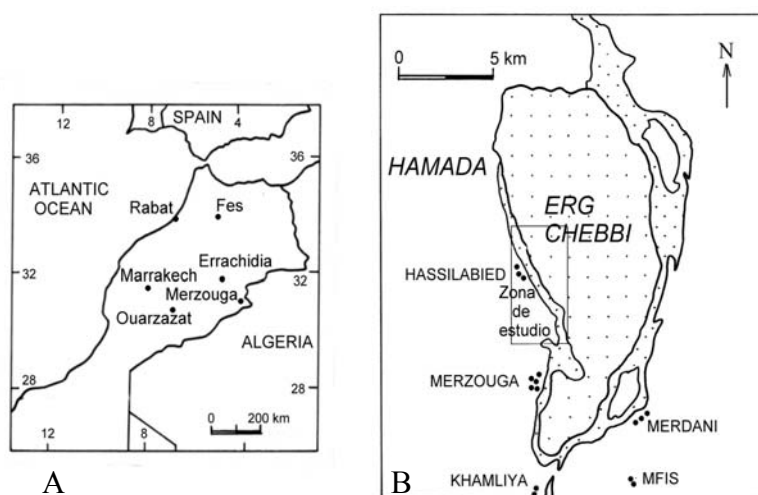 12
8
SPAIN
4
36
36
ATLANTIC
OCEAN
Rabat
Fes
Errachidia
Marrakech
32
32
Merzouga
Ouarzazat
ALGERIA
28
28
0 200 km
12
8
4
A
0 5 km
N
HAMADA
ERG
CHEBBI
HASSILABIED
Zona
de
estudio
MERZOUGA
MERDANI
KHAMLIYA
MFIS
B